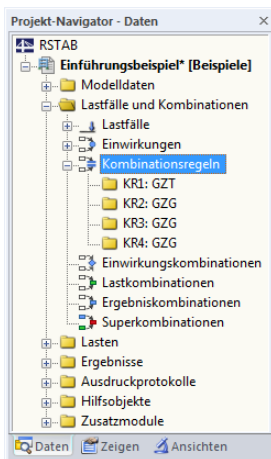 Projekt-Navigator - Daten
RSTAB
Einführungsbeispiel* [Beispiele]
Modelldaten
Lastfälle und Kombinationen
Lastfälle
Einwirkungen
Kombinationsregeln
KR1: GZT
KR2: GZG
KR3: GZG
KR4: GZG
Einwirkungskombinationen
Lastkombinationen
Ergebniskombinationen
Superkombinationen
Lasten
Ergebnisse
Ausdruckprotokolle
Hilfsobjekte
Zusatzmodule
Daten Zeigen Ansichten